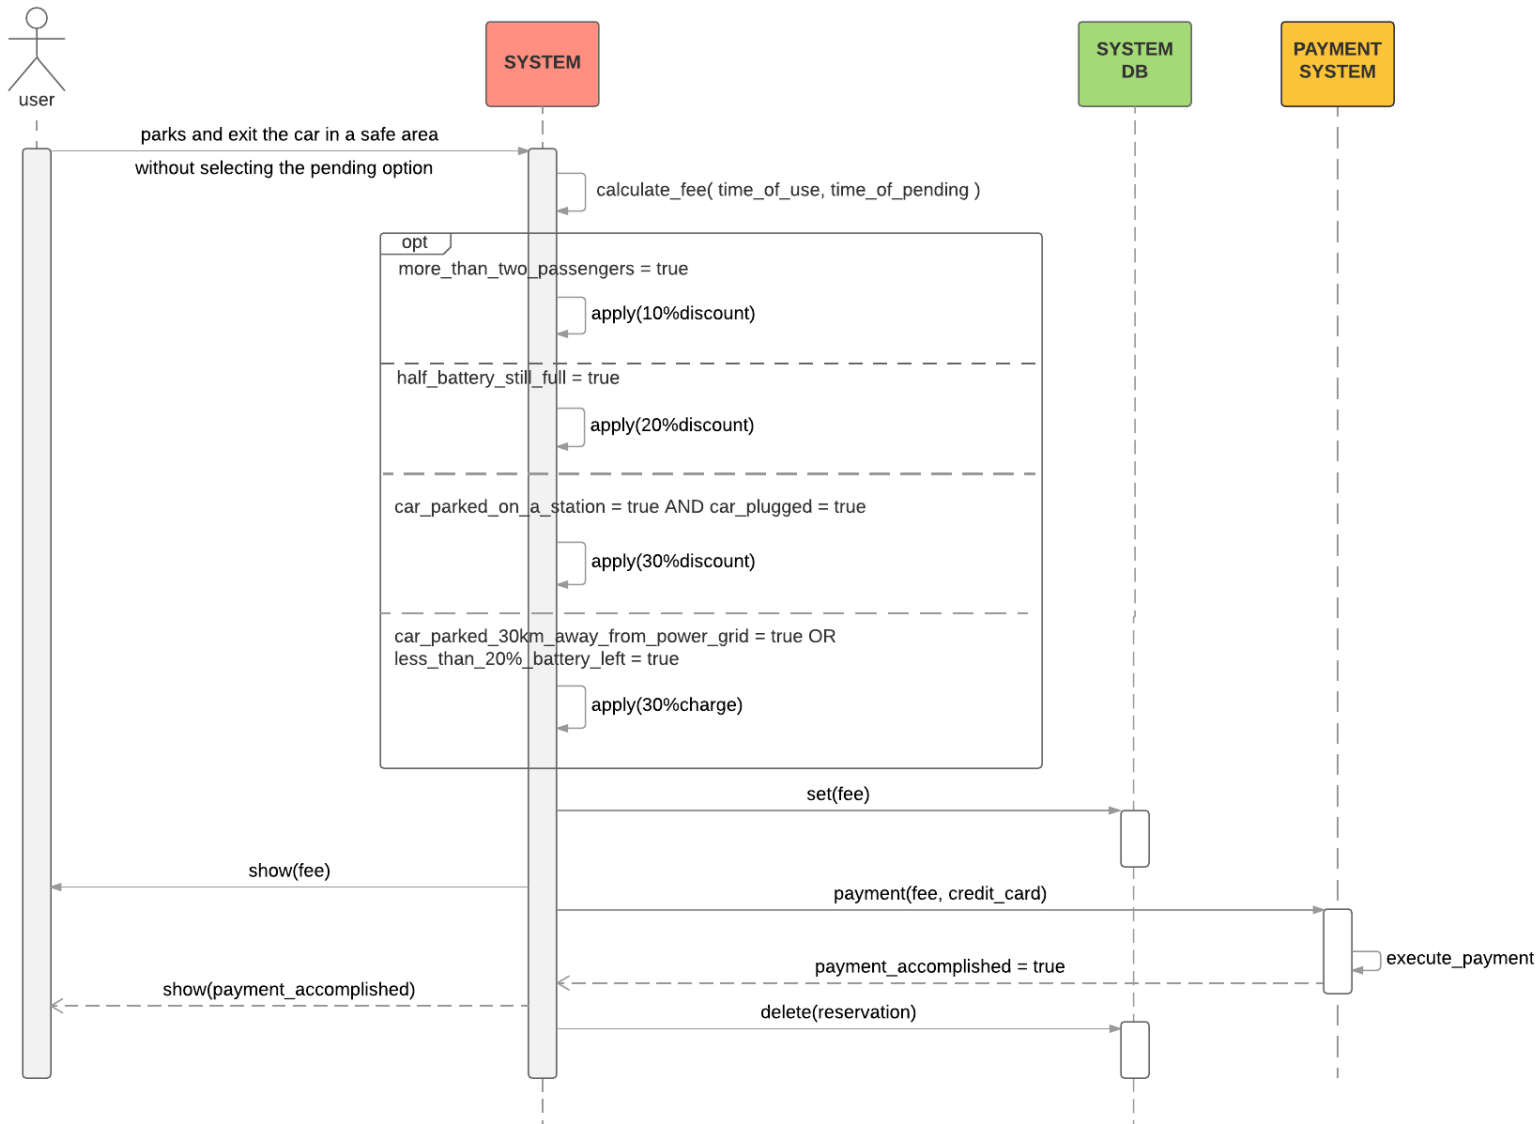 user
SYSTEM
SYSTEM
DB
PAYMENT
SYSTEM
parks and exit the car in a safe area
without selecting the pending option
calculate_fee( time_of_use, time_of_pending )
opt
more_than_two_passengers = true
apply(10%discount)
half_battery_still_full = true
apply(20%discount)
car_parked_on_a_station = true AND car_plugged = true
apply(30%discount)
car_parked_30km_away_from_power_grid = true OR
less_than_20%_battery_left = true
apply(30%charge)
set(fee)
show(fee)
payment(fee, credit_card)
execute_payment
payment_accomplished = true
show(payment_accomplished)
delete(reservation)